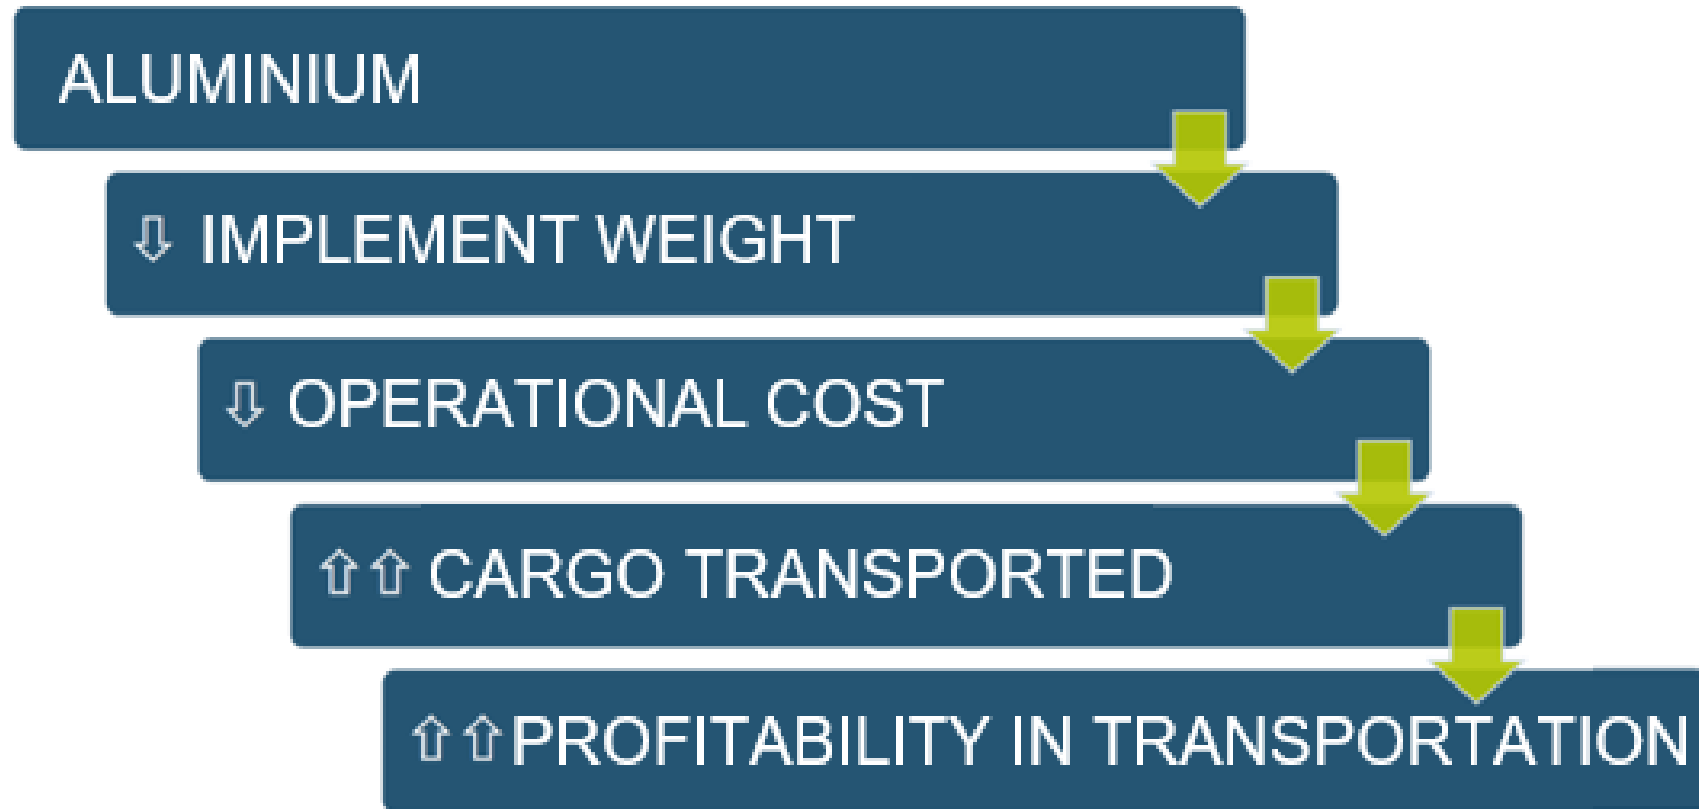 ALUMINIUM
⇩ IMPLEMENT WEIGHT
⇩ OPERATIONAL COST
⇧⇧ CARGO TRANSPORTED
⇧⇧PROFITABILITY IN TRANSPORTATION